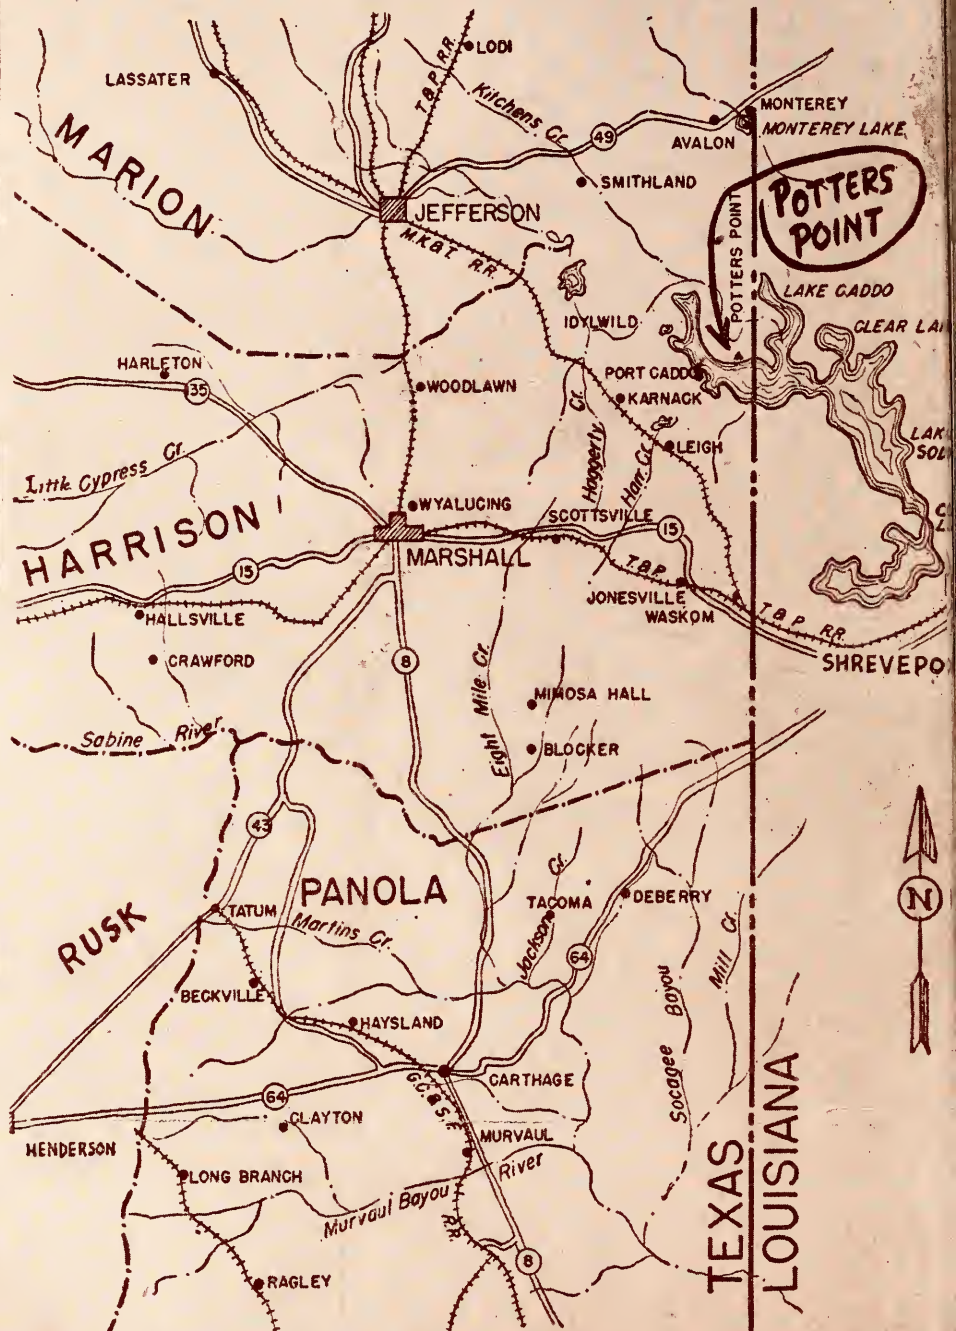 LODI
T&P R.R.
LASSATER
Kitchens Cr.
MONTEREY
MONTEREY LAKE
49
AVALON
MARION
SMITHLAND
POTTERS
POINT
JEFFERSON
M.K&T. R.R.
POTTERS POINT
LAKE CADDO
IDYLWILD
CLEAR
HARLETON
PORT CADDO
35
WOODLAWN
KARNACK
Haggerty Cr.
Harr. Cr.
LEIGH
Little Cypress Cr.
WYALUCING
SCOTTSVILLE
15
HARRISON
MARSHALL
15
T.&P.
JONESVILLE
WASKOM
HALLSVILLE
T.&P. RR.
CRAWFORD
8
SHREVEPO
Eight Mile Cr.
MIMOSA HALL
Sabine River
BLOCKER
43
PANOLA
RUSK
TATUM
TACOMA
DEBERRY
N
Martins Cr.
Jackson Cr.
64
Mill Cr.
BECKVILLE
HAYSLAND
Socagee Bayou
CARTHAGE
G.C.&S.F.
R.R.
64
CLAYTON
HENDERSON
MURVAUL
LONG BRANCH
Murvaul Bayou River
TEXAS
LOUISIANA
8
RAGLEY